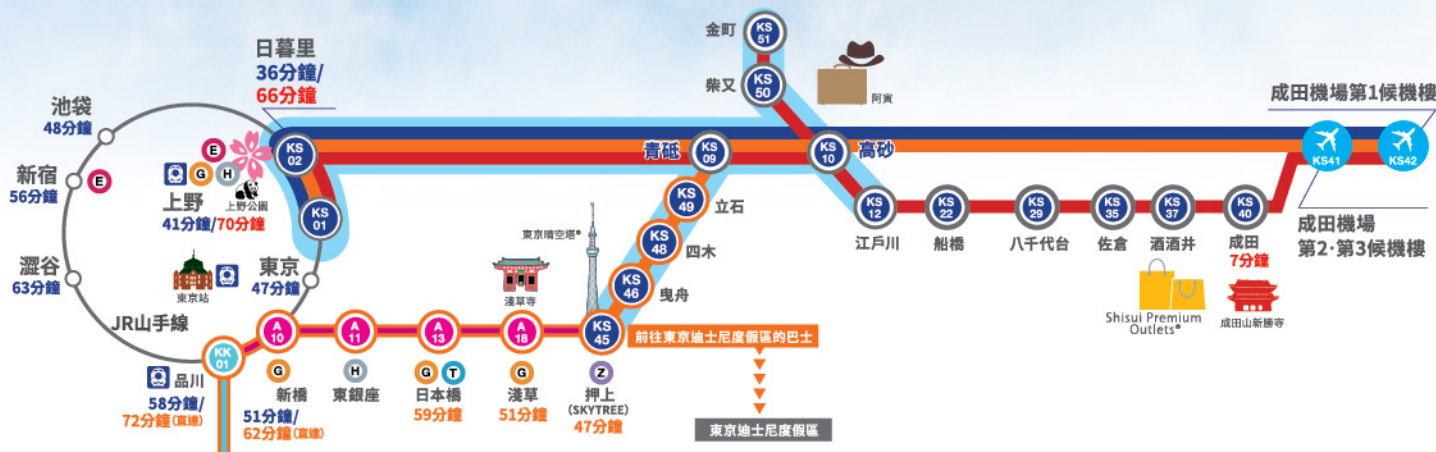 金町
KS
51
柴又
KS
50
阿寅
日暮里
36分鐘/
66分鐘
池袋
48分鐘
新宿
56分鐘
E
E
G
H
上野
上野公園
41分鐘/70分鐘
KS
02
KS
01
青砥
KS
09
KS
10
高砂
成田機場第1候機樓
KS41
KS42
成田機場
第2·第3候機樓
KS
12
江戶川
KS
22
船橋
KS
29
八千代台
KS
35
佐倉
KS
37
酒酒井
KS
40
成田
7分鐘
Shisui Premium
Outlets®
成田山新勝寺
KS
49
立石
KS
48
四木
KS
46
曳舟
東京晴空塔®
淺草寺
澀谷
63分鐘
東京站
東京
47分鐘
JR山手線
KK
01
品川
58分鐘/
72分鐘(直達)
A
10
G
新橋
51分鐘/
62分鐘(直達)
A
11
H
東銀座
A
13
G
T
日本橋
59分鐘
A
18
G
淺草
51分鐘
KS
45
Z
押上
(SKYTREE)
47分鐘
前往東京迪士尼度假區的巴士
東京迪士尼度假區